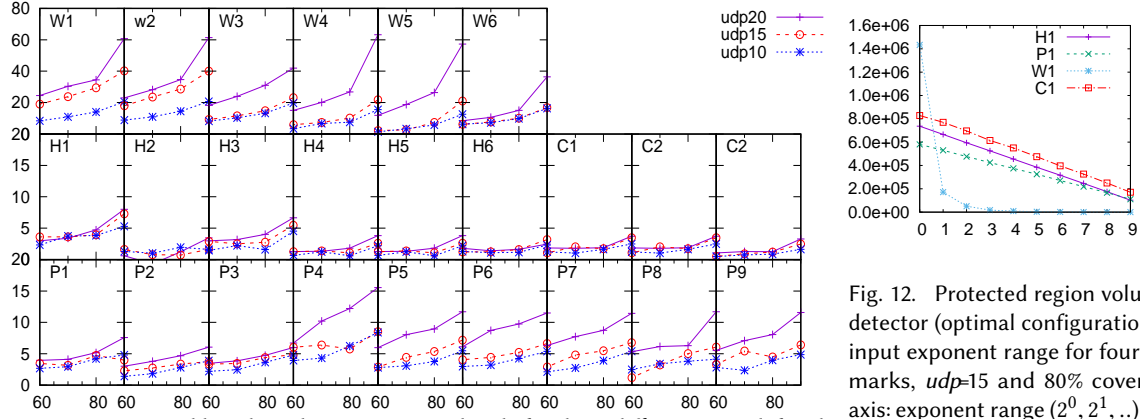 80
60
40
20
W1 w2 W3 W4 W5 W6
udp20
udp15
udp10
20
15
10
5
H1 H2 H3 H4 H5 H6 C1 C2 C2
20
15
10
5
0
P1 P2 P3 P4 P5 P6 P7 P8 P9
60 80 60 80 60 80 60 80 60 80 60 80 60 80 60 80 60 80
1.6e+06
1.4e+06
1.2e+06
1.0e+06
8.0e+05
6.0e+05
4.0e+05
2.0e+05
0.0e+00
H1
P1
W1
C1
0 1 2 3 4 5 6 7 8 9
Fig. 12. Protected region volu
detector (optimal configuratio
input exponent range for four
marks, udp=15 and 80% cover
axis: exponent range (2^0, 2^1, ..)